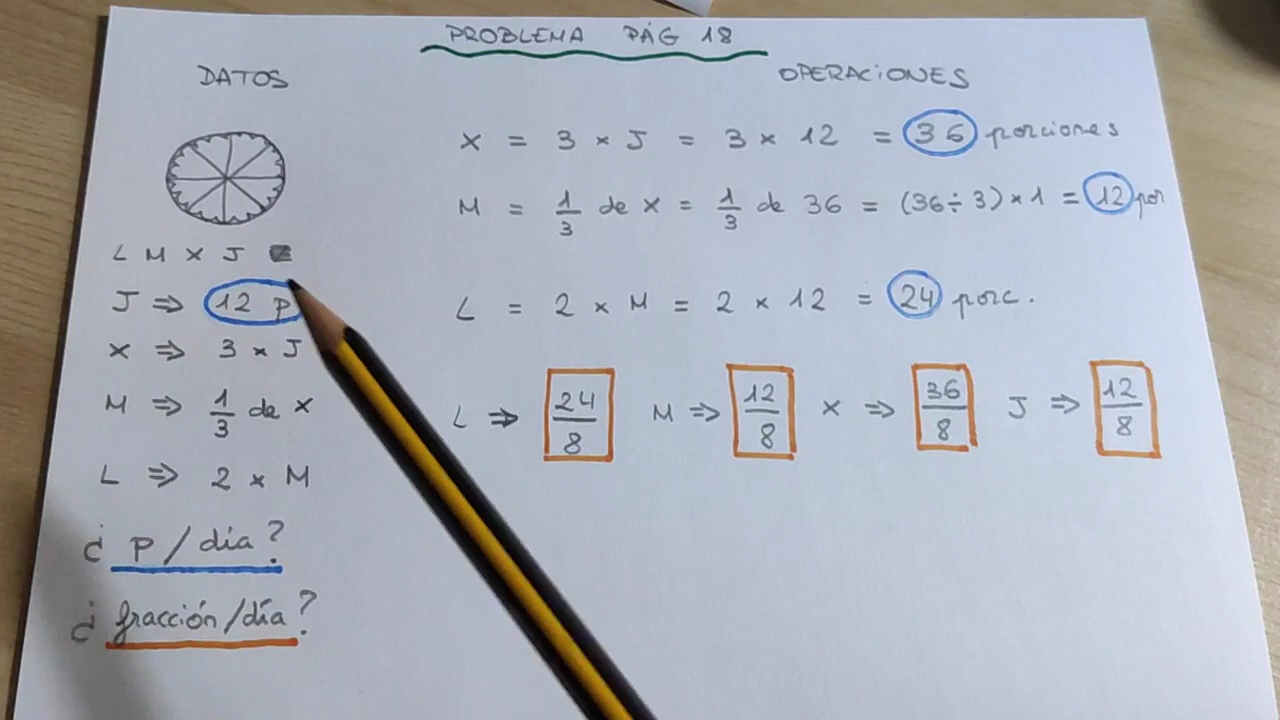 PROBLEMA PÁG 18
DATOS
L M X J
J ⇒ 12 p
X ⇒ 3 × J
M ⇒ 1/3 de X
L ⇒ 2 × M
¿ P / día ?
¿ fracción / día ?
OPERACiONES
X = 3 × J = 3 × 12 = 36 porciones
M = 1/3 de X = 1/3 de 36 = (36 ÷ 3) × 1 = 12 por
L = 2 × M = 2 × 12 = 24 porc.
L ⇒ 24/8 M ⇒ 12/8 X ⇒ 36/8 J ⇒ 12/8